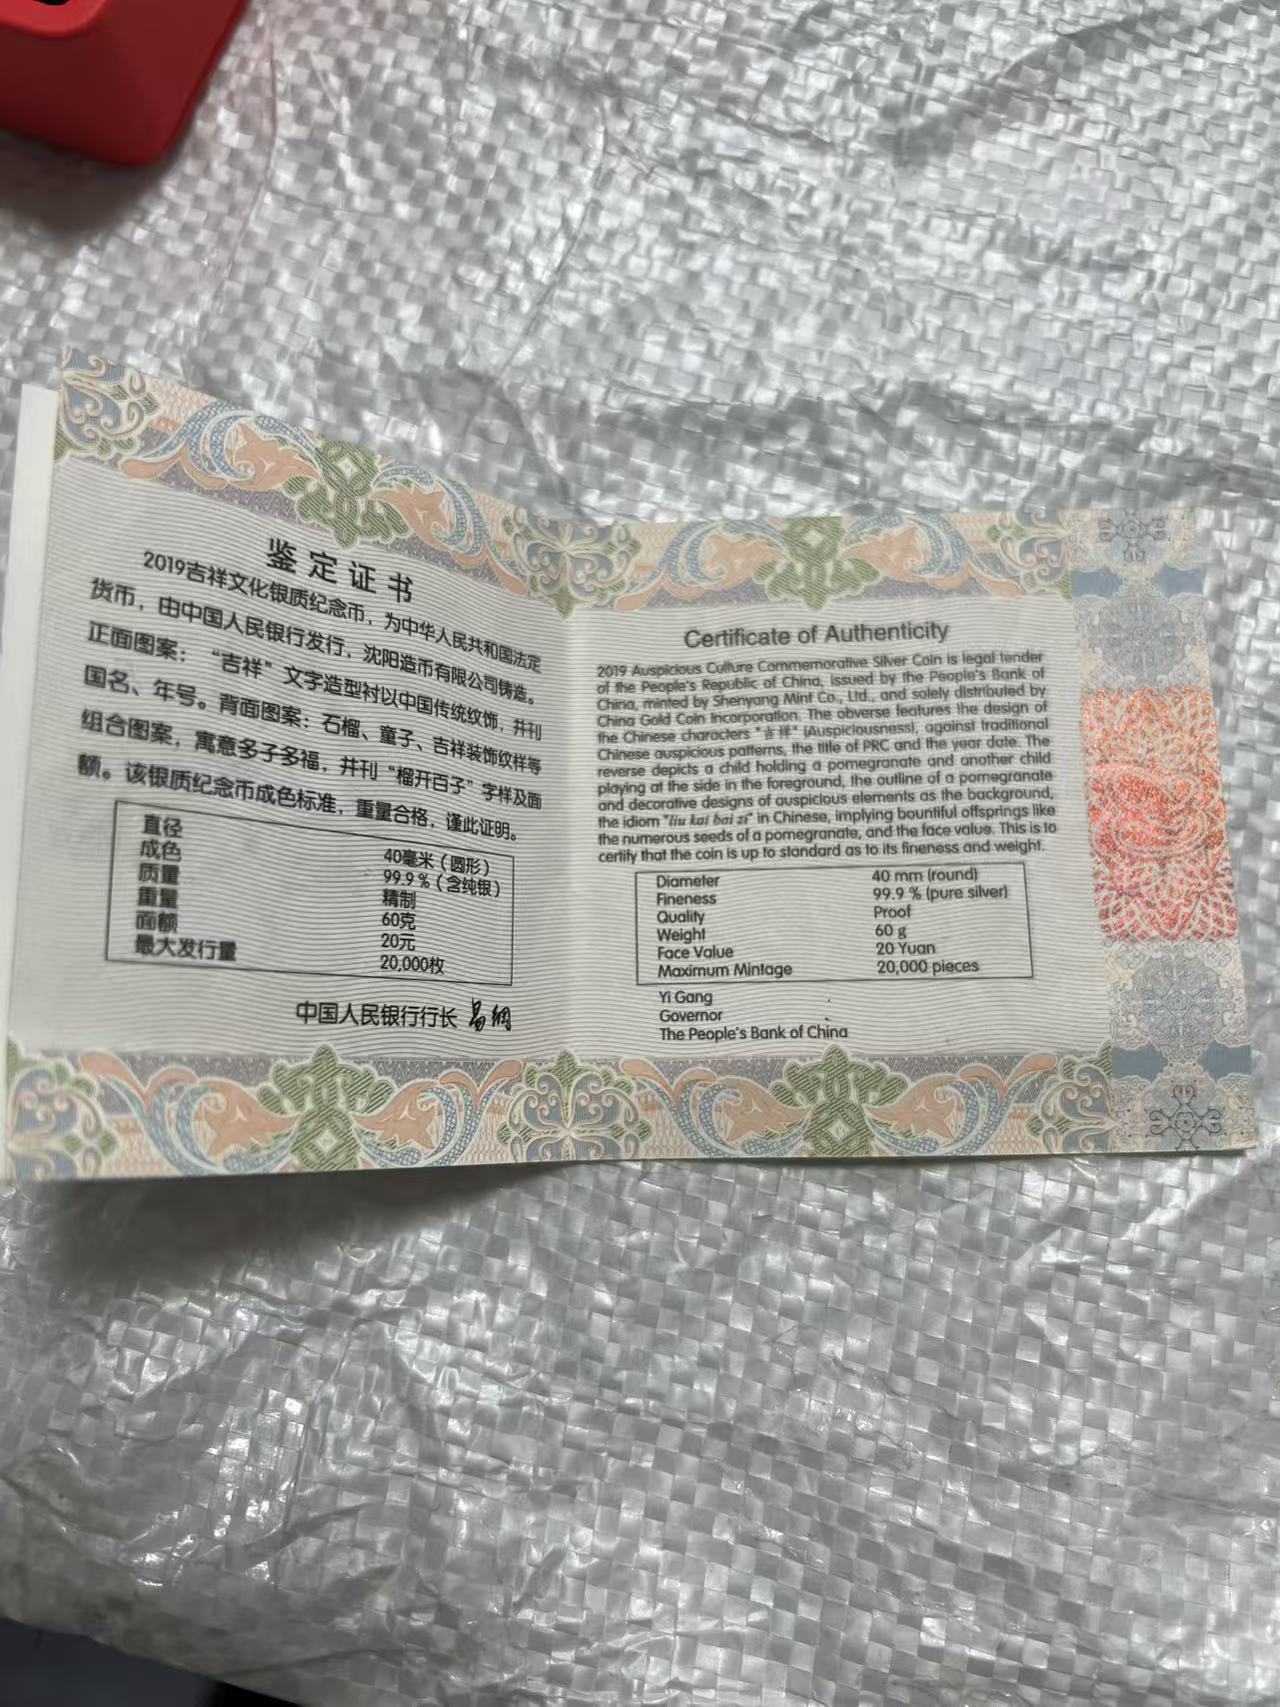 鉴定证书
2019吉祥文化银质纪念币，为中华人民共和国法定
货币，由中国人民银行发行，沈阳造币有限公司铸造。
正面图案：“吉祥”文字造型衬以中国传统纹饰，并刊
国名、年号。背面图案：石榴、童子、吉祥装饰纹样等
组合图案，寓意多子多福，并刊“榴开百子”字样及面
额。该银质纪念币成色标准，重量合格，谨此证明。
直径 40毫米（圆形）
成色 99.9％（含纯银）
质量 精制
重量 60克
面额 20元
最大发行量 20,000枚
中国人民银行行长 易纲
Certificate of Authenticity
2019 Auspicious Culture Commemorative Silver Coin is legal tender
of the People's Republic of China, issued by the People's Bank of
China, minted by Shenyang Mint Co., Ltd., and solely distributed by
China Gold Coin Incorporation. The obverse features the design of
the Chinese characters "吉祥" (Auspiciousness), against traditional
Chinese auspicious patterns, the title of PRC and the year date. The
reverse depicts a child holding a pomegranate and another child
playing at the side in the foreground, the outline of a pomegranate
and decorative designs of auspicious elements as the background,
the idiom "liu kai bai zi" in Chinese, implying bountiful offsprings like
the numerous seeds of a pomegranate, and the face value. This is to
certify that the coin is up to standard as to its fineness and weight.
Diameter 40 mm (round)
Fineness 99.9 % (pure silver)
Quality Proof
Weight 60 g
Face Value 20 Yuan
Maximum Mintage 20,000 pieces
Yi Gang
Governor
The People's Bank of China